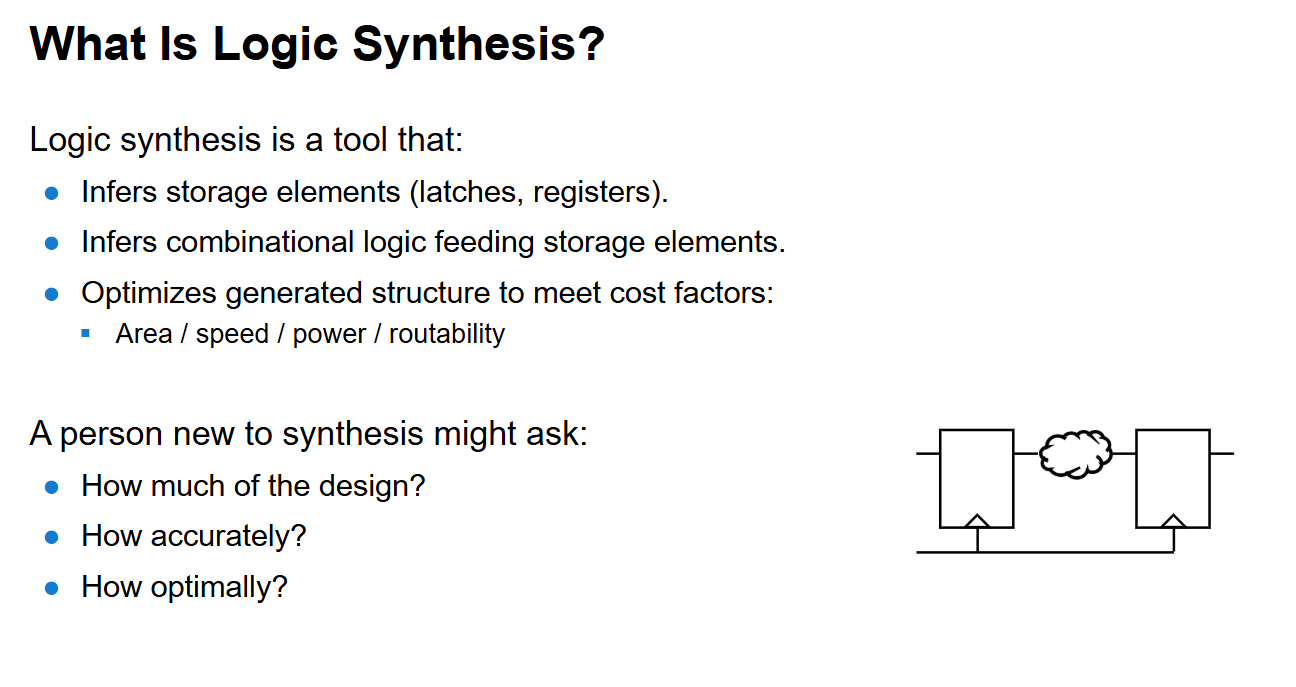 What Is Logic Synthesis?
Logic synthesis is a tool that:
Infers storage elements (latches, registers).
Infers combinational logic feeding storage elements.
Optimizes generated structure to meet cost factors:
Area / speed / power / routability
A person new to synthesis might ask:
How much of the design?
How accurately?
How optimally?